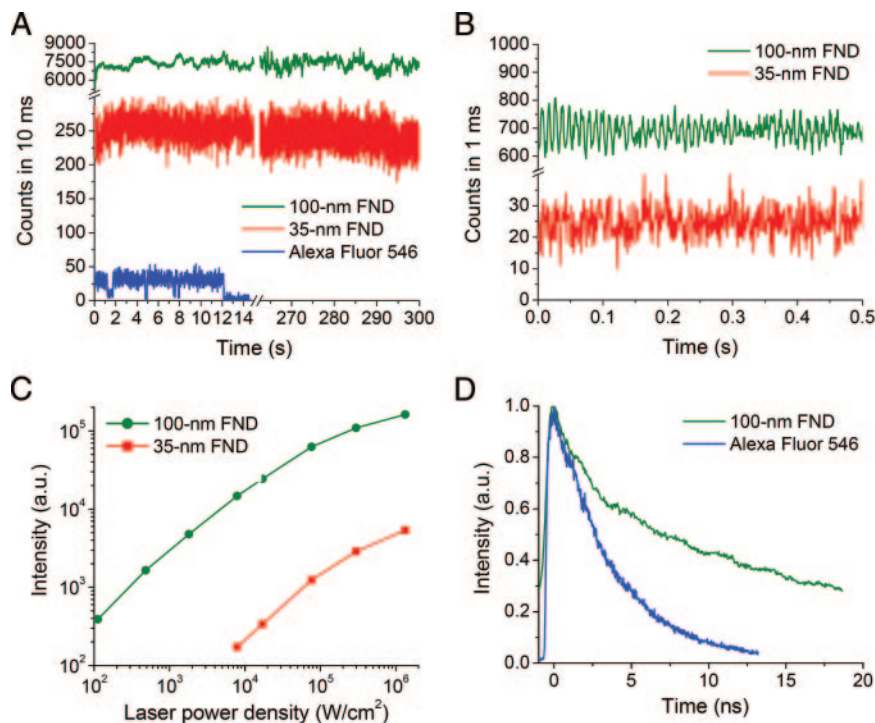 A
9000
7500
6000
250
200
150
100
50
0
Counts in 10 ms
100-nm FND
35-nm FND
Alexa Fluor 546
0 2 4 6 8 10 12 14 270 280 290 300
Time (s)
B
1000
900
800
700
600
30
20
10
0
Counts in 1 ms
100-nm FND
35-nm FND
0.0 0.1 0.2 0.3 0.4 0.5
Time (s)
C
10⁵
10⁴
10³
10²
Intensity (a.u.)
100-nm FND
35-nm FND
10² 10³ 10⁴ 10⁵ 10⁶
Laser power density (W/cm²)
D
1.0
0.8
0.6
0.4
0.2
0.0
Intensity (a.u.)
100-nm FND
Alexa Fluor 546
0 5 10 15 20
Time (ns)